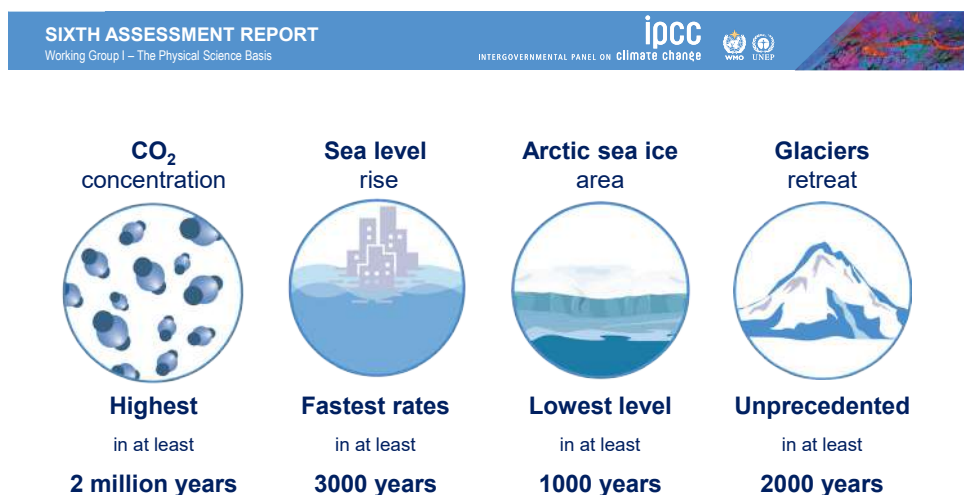 SIXTH ASSESSMENT REPORT
Working Group I – The Physical Science Basis
ipcc
INTERGOVERNMENTAL PANEL ON climate change
WMO
UNEP
CO₂
concentration
Sea level
rise
Arctic sea ice
area
Glaciers
retreat
Highest
in at least
2 million years
Fastest rates
in at least
3000 years
Lowest level
in at least
1000 years
Unprecedented
in at least
2000 years